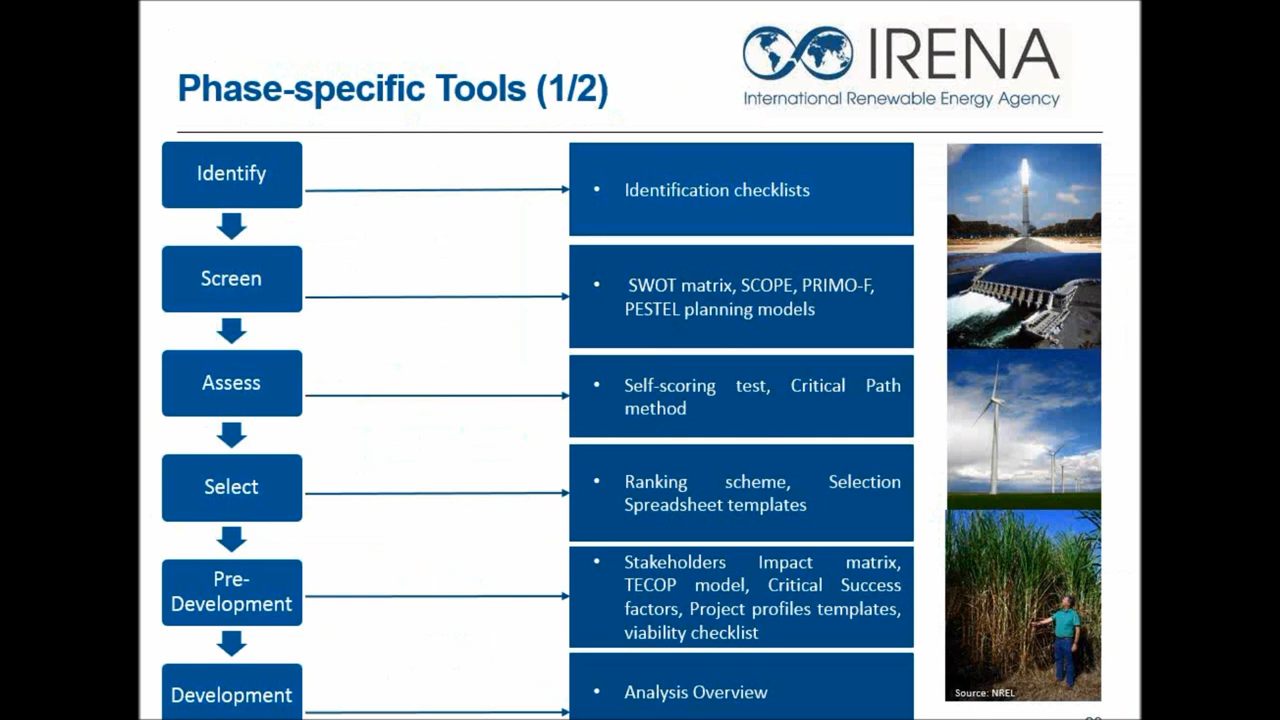 IRENA
International Renewable Energy Agency
Phase-specific Tools (1/2)
Identify
• Identification checklists
Screen
• SWOT matrix, SCOPE, PRIMO-F,
PESTEL planning models
Assess
• Self-scoring test, Critical Path
method
Select
• Ranking scheme, Selection
Spreadsheet templates
Pre-
Development
• Stakeholders Impact matrix,
TECOP model, Critical Success
factors, Project profiles templates,
viability checklist
Development
• Analysis Overview
Source: NREL